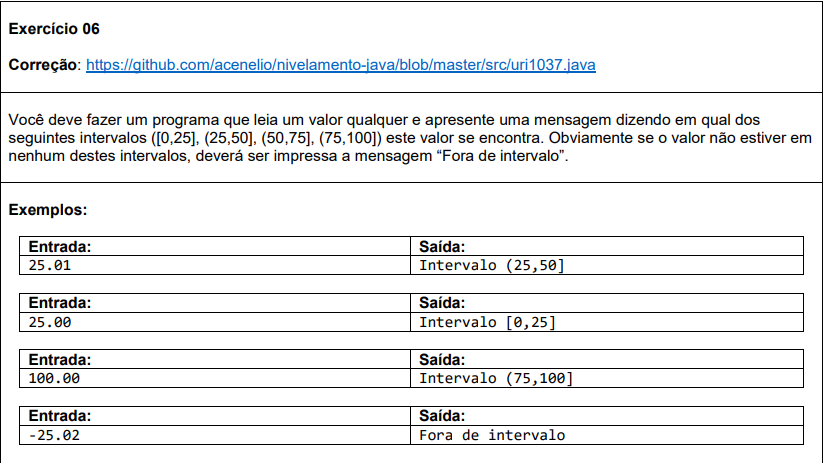 Exercício 06
Correção: https://github.com/acenelio/nivelamento-java/blob/master/src/uri1037.java
Você deve fazer um programa que leia um valor qualquer e apresente uma mensagem dizendo em qual dos
seguintes intervalos ([0,25], (25,50], (50,75], (75,100]) este valor se encontra. Obviamente se o valor não estiver em
nenhum destes intervalos, deverá ser impressa a mensagem “Fora de intervalo”.
Exemplos:
Entrada: Saída:
25.01 Intervalo (25,50]
Entrada: Saída:
25.00 Intervalo [0,25]
Entrada: Saída:
100.00 Intervalo (75,100]
Entrada: Saída:
-25.02 Fora de intervalo